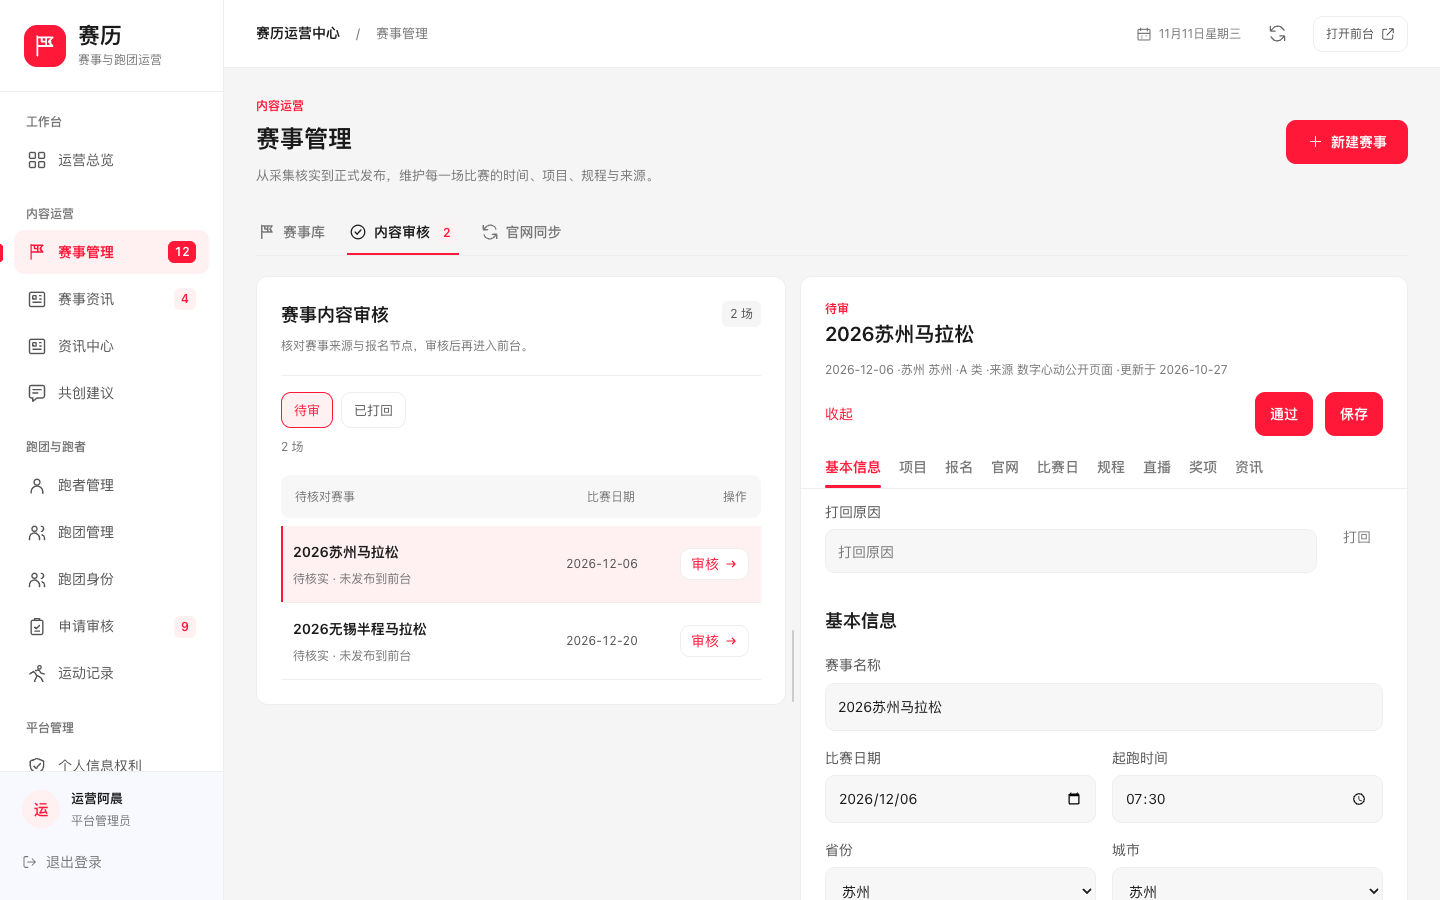 赛历
赛事与跑团运营
工作台
运营总览
内容运营
赛事管理 12
赛事资讯 4
资讯中心
共创建议
跑团与跑者
跑者管理
跑团管理
跑团身份
申请审核 9
运动记录
平台管理
个人信息权利
运 运营阿晨
平台管理员
退出登录
赛历运营中心 / 赛事管理
11月11日星期三
打开前台
内容运营
赛事管理
从采集核实到正式发布，维护每一场比赛的时间、项目、规程与来源。
新建赛事
赛事库 内容审核 2 官网同步
赛事内容审核 2 场
核对赛事来源与报名节点，审核后再进入前台。
待审 已打回
2 场
待核对赛事 比赛日期 操作
2026苏州马拉松
待核实 · 未发布到前台
2026-12-06 审核 →
2026无锡半程马拉松
待核实 · 未发布到前台
2026-12-20 审核 →
待审
2026苏州马拉松
2026-12-06 ·苏州 苏州 ·A 类 ·来源 数字心动公开页面 ·更新于 2026-10-27
收起 通过 保存
基本信息 项目 报名 官网 比赛日 规程 直播 奖项 资讯
打回原因
打回原因 打回
基本信息
赛事名称
2026苏州马拉松
比赛日期 起跑时间
2026/12/06 07:30
省份 城市
苏州 苏州